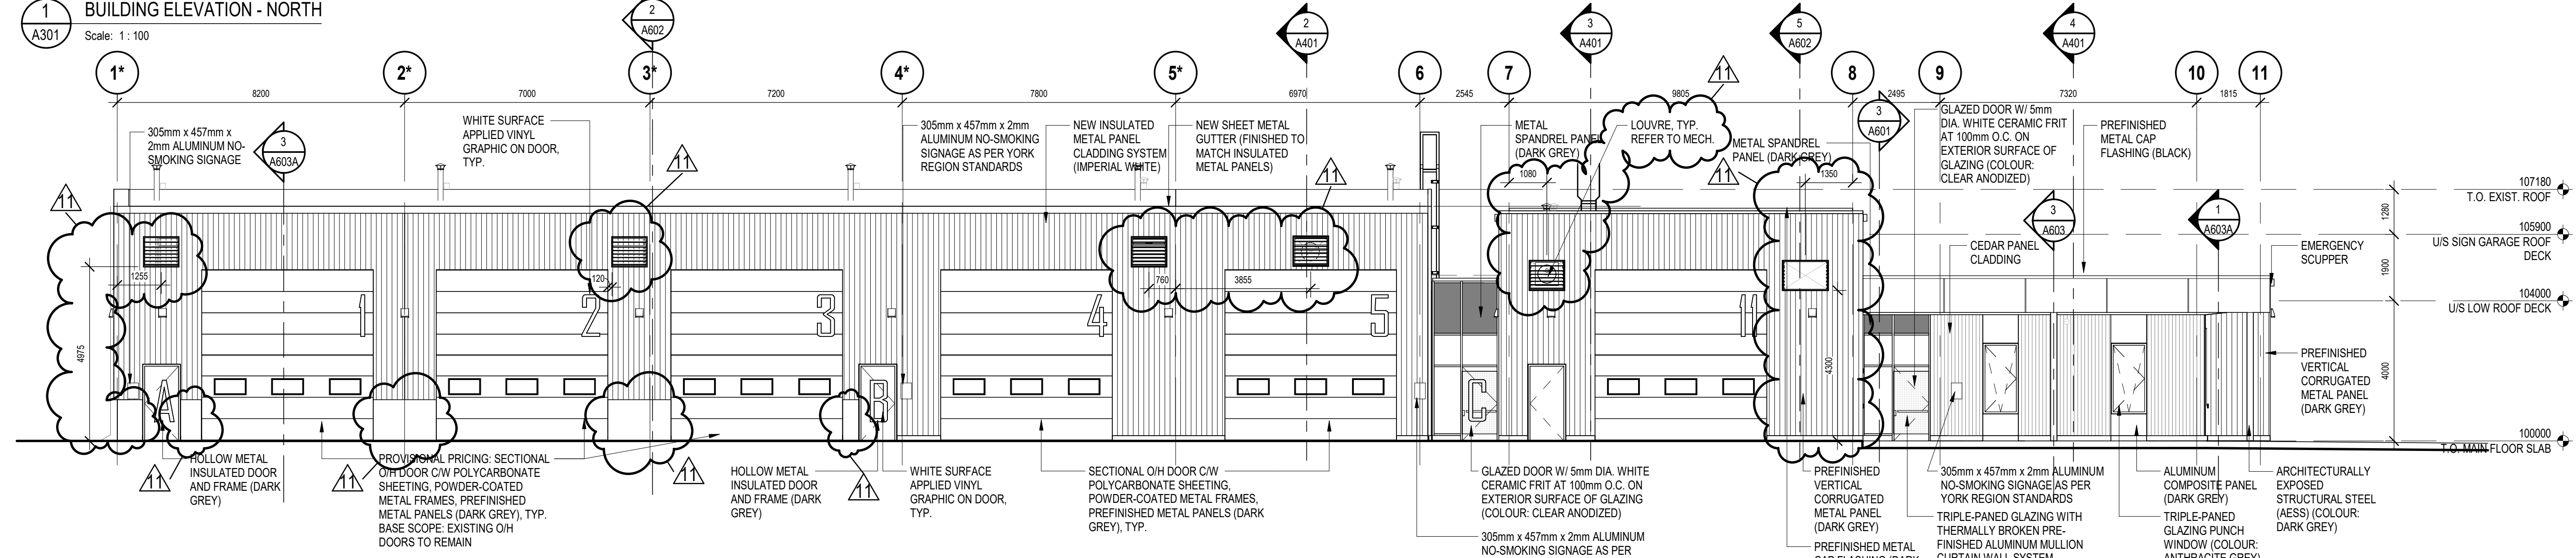 1
A301
BUILDING ELEVATION - NORTH
Scale: 1 : 100
2
A602
2
A401
3
A401
5
A602
4
A401
1*
2*
3*
4*
5*
6
7
8
9
10
11
8200
7000
7200
7800
6970
2545
9805
2495
7320
1815
11
305mm x 457mm x
2mm ALUMINUM NO-
SMOKING SIGNAGE
3
A603A
WHITE SURFACE
APPLIED VINYL
GRAPHIC ON DOOR,
TYP.
11
305mm x 457mm x 2mm
ALUMINUM NO-SMOKING
SIGNAGE AS PER YORK
REGION STANDARDS
NEW INSULATED
METAL PANEL
CLADDING SYSTEM
(IMPERIAL WHITE)
NEW SHEET METAL
GUTTER (FINISHED TO
MATCH INSULATED
METAL PANELS)
11
METAL
SPANDREL PANEL
(DARK GREY)
LOUVRE, TYP.
REFER TO MECH.
METAL SPANDREL
PANEL (DARK GREY)
11
3
A601
GLAZED DOOR W/ 5mm
DIA. WHITE CERAMIC FRIT
AT 100mm O.C. ON
EXTERIOR SURFACE OF
GLAZING (COLOUR:
CLEAR ANODIZED)
PREFINISHED
METAL CAP
FLASHING (BLACK)
1080
1350
107180
T.O. EXIST. ROOF
1280
105900
U/S SIGN GARAGE ROOF
DECK
1900
104000
U/S LOW ROOF DECK
4000
100000
T.O. MAIN FLOOR SLAB
3
A603
1
A603A
CEDAR PANEL
CLADDING
EMERGENCY
SCUPPER
PREFINISHED
VERTICAL
CORRUGATED
METAL PANEL
(DARK GREY)
11
1255
120
760
3855
4975
4300
1
2
3
4
5
11
A
B
C
11
HOLLOW METAL
INSULATED DOOR
AND FRAME (DARK
GREY)
11
PROVISIONAL PRICING: SECTIONAL
O/H DOOR C/W POLYCARBONATE
SHEETING, POWDER-COATED
METAL FRAMES, PREFINISHED
METAL PANELS (DARK GREY), TYP.
BASE SCOPE: EXISTING O/H
DOORS TO REMAIN
11
HOLLOW METAL
INSULATED DOOR
AND FRAME (DARK
GREY)
11
WHITE SURFACE
APPLIED VINYL
GRAPHIC ON DOOR,
TYP.
SECTIONAL O/H DOOR C/W
POLYCARBONATE SHEETING,
POWDER-COATED METAL FRAMES,
PREFINISHED METAL PANELS (DARK
GREY), TYP.
GLAZED DOOR W/ 5mm DIA. WHITE
CERAMIC FRIT AT 100mm O.C. ON
EXTERIOR SURFACE OF GLAZING
(COLOUR: CLEAR ANODIZED)
305mm x 457mm x 2mm ALUMINUM
NO-SMOKING SIGNAGE AS PER
PREFINISHED
VERTICAL
CORRUGATED
METAL PANEL
(DARK GREY)
PREFINISHED METAL
CAP FLASHING (DARK
305mm x 457mm x 2mm ALUMINUM
NO-SMOKING SIGNAGE AS PER
YORK REGION STANDARDS
TRIPLE-PANED GLAZING WITH
THERMALLY BROKEN PRE-
FINISHED ALUMINUM MULLION
CURTAIN WALL SYSTEM
ALUMINUM
COMPOSITE PANEL
(DARK GREY)
TRIPLE-PANED
GLAZING PUNCH
WINDOW (COLOUR:
ANTHRACITE GREY)
ARCHITECTURALLY
EXPOSED
STRUCTURAL STEEL
(AESS) (COLOUR:
DARK GREY)